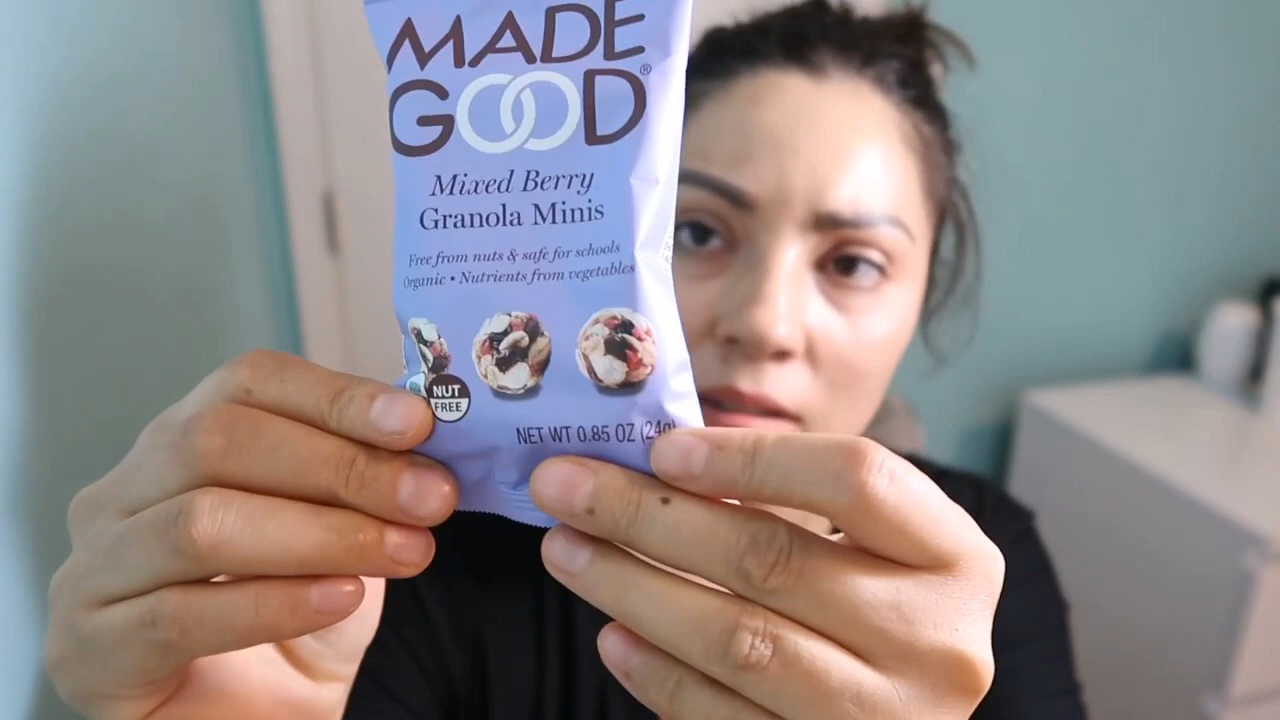 MADE
GOOD®
Mixed Berry
Granola Minis
Free from nuts & safe for schools
Organic • Nutrients from vegetables
NUT
FREE
NET WT 0.85 OZ (24g)